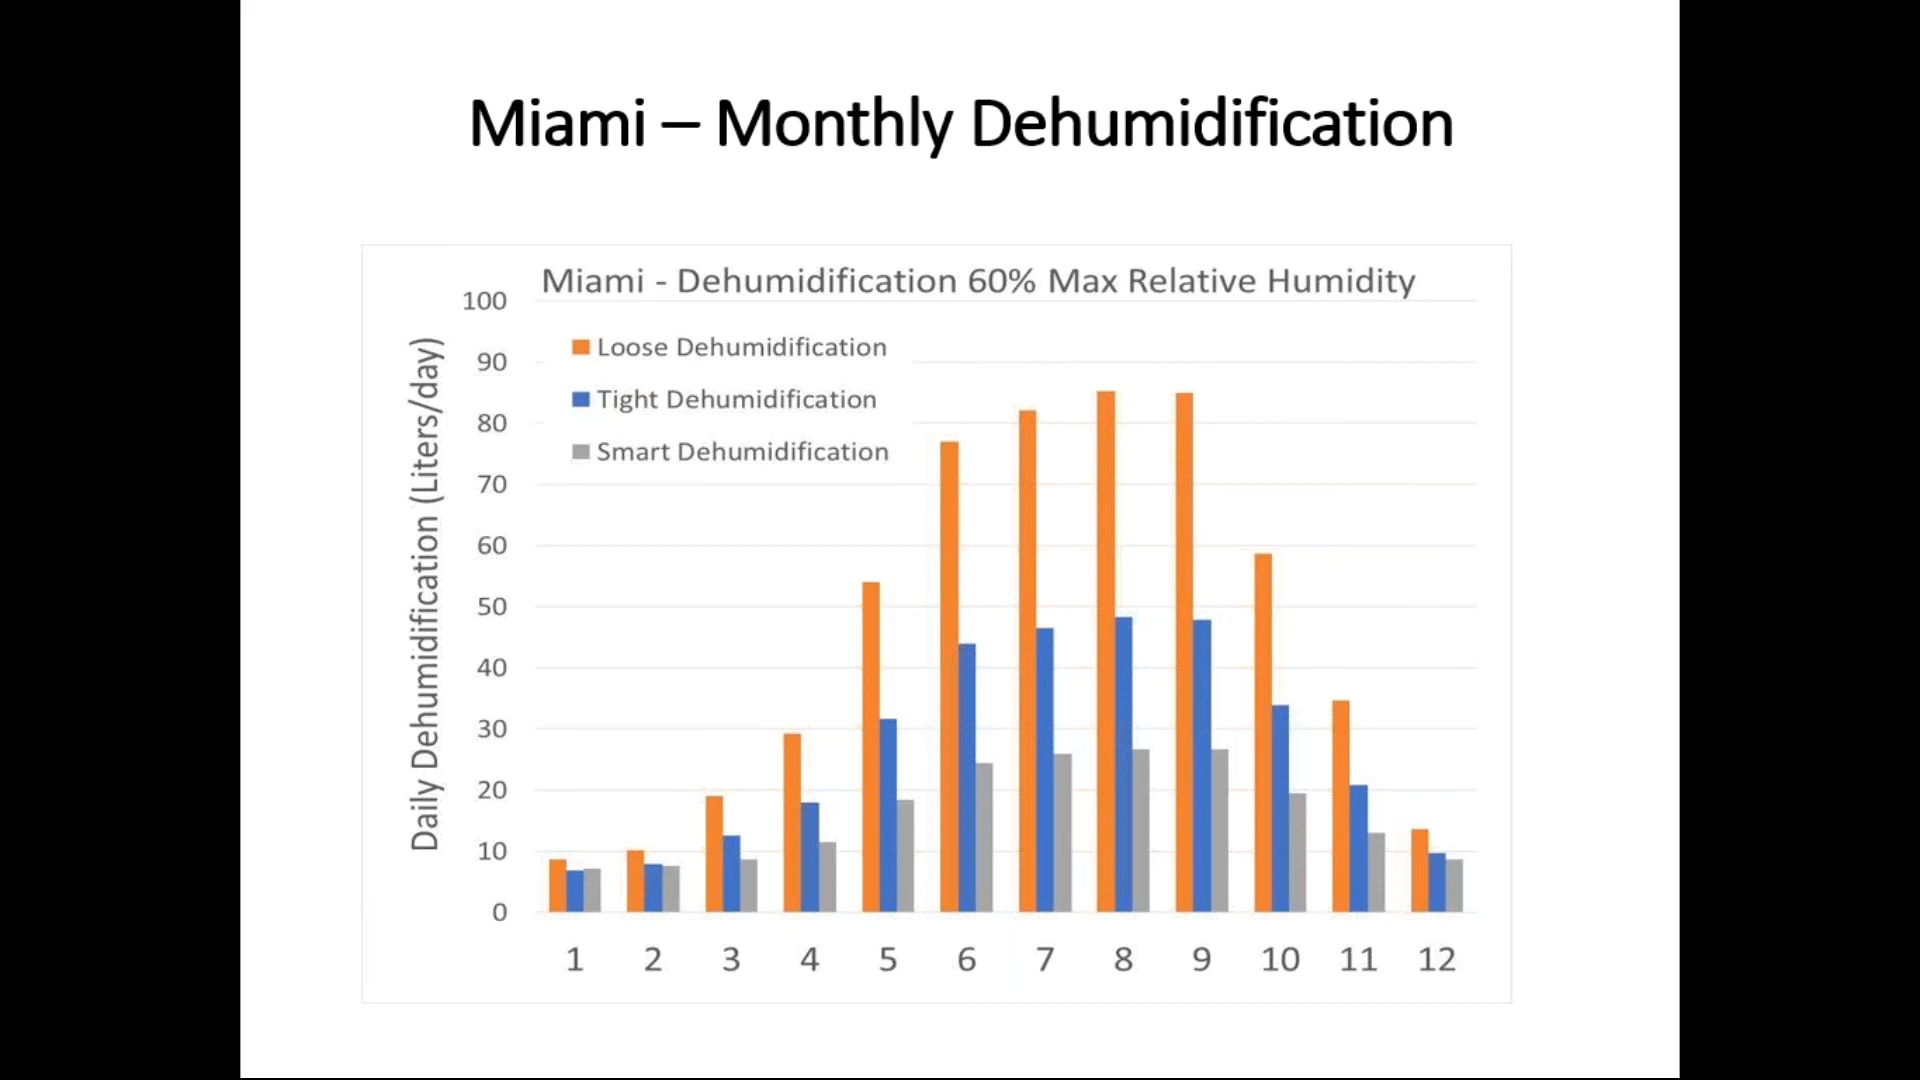 Miami – Monthly Dehumidification
Miami - Dehumidification 60% Max Relative Humidity
Daily Dehumidification (Liters/day)
100
90
80
70
60
50
40
30
20
10
0
Loose Dehumidification
Tight Dehumidification
Smart Dehumidification
1 2 3 4 5 6 7 8 9 10 11 12